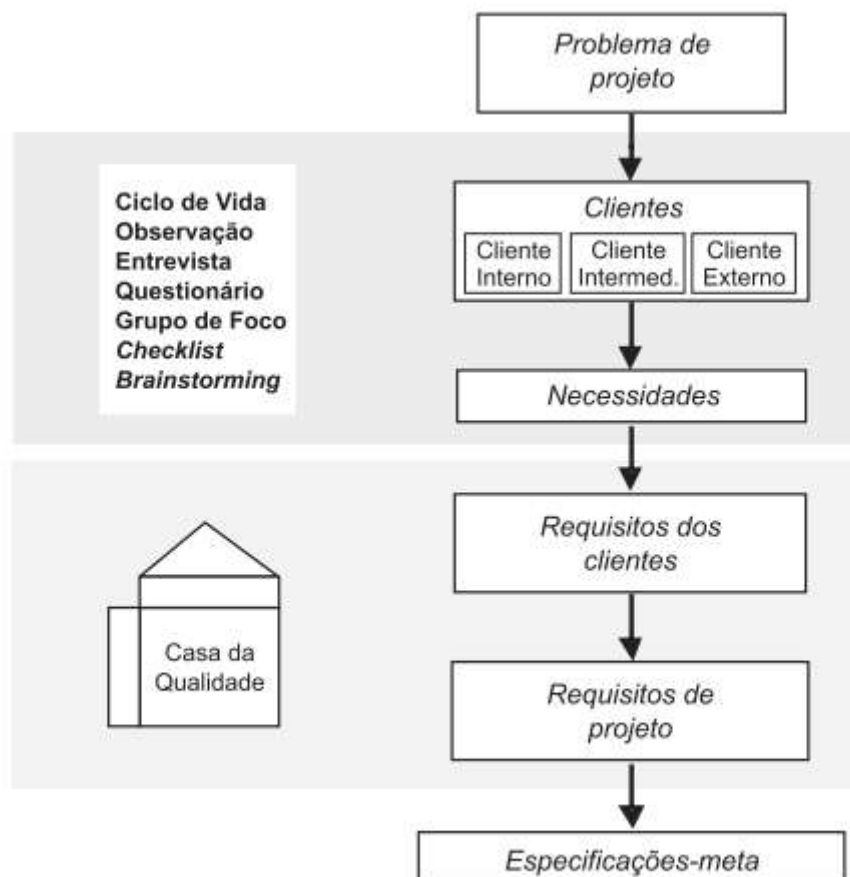 Problema de
projeto
Ciclo de Vida
Observação
Entrevista
Questionário
Grupo de Foco
Checklist
Brainstorming
Clientes
Cliente
Interno
Cliente
Intermed.
Cliente
Externo
Necessidades
Casa da
Qualidade
Requisitos dos
clientes
Requisitos de
projeto
Especificações-meta